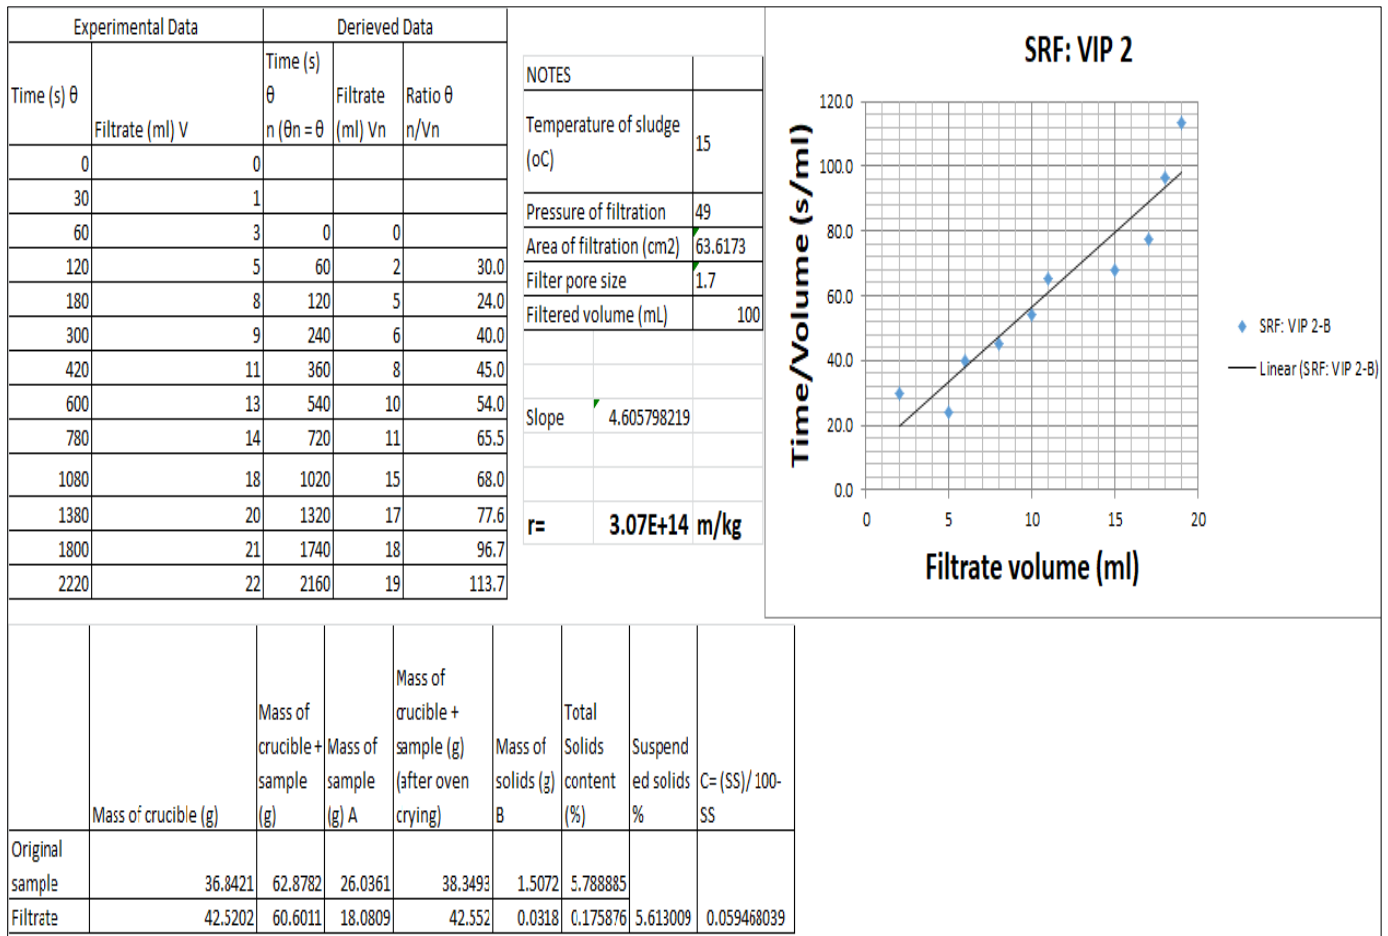 Experimental Data Derieved Data
Time (s) θ Filtrate (ml) V Time (s) θ n (θn = θ Filtrate (ml) Vn Ratio θ n/Vn
0 0
30 1
60 3 0 0
120 5 60 2 30.0
180 8 120 5 24.0
300 9 240 6 40.0
420 11 360 8 45.0
600 13 540 10 54.0
780 14 720 11 65.5
1080 18 1020 15 68.0
1380 20 1320 17 77.6
1800 21 1740 18 96.7
2220 22 2160 19 113.7
NOTES
Temperature of sludge (oC) 15
Pressure of filtration 49
Area of filtration (cm2) 63.6173
Filter pore size 1.7
Filtered volume (mL) 100
Slope 4.605798219
r= 3.07E+14 m/kg
SRF: VIP 2
Time/Volume (s/ml)
120.0
100.0
80.0
60.0
40.0
20.0
0.0
0 5 10 15 20
Filtrate volume (ml)
SRF: VIP 2-B
Linear (SRF: VIP 2-B)
Mass of crucible (g) Mass of crucible + sample (g) Mass of sample (g) A Mass of crucible + sample (g) (after oven crying) Mass of solids (g) B Total Solids content (%) Suspend ed solids % C= (SS)/ 100- SS
Original sample 36.8421 62.8782 26.0361 38.3493 1.5072 5.788885
Filtrate 42.5202 60.6011 18.0809 42.552 0.0318 0.175876 5.613009 0.059468039